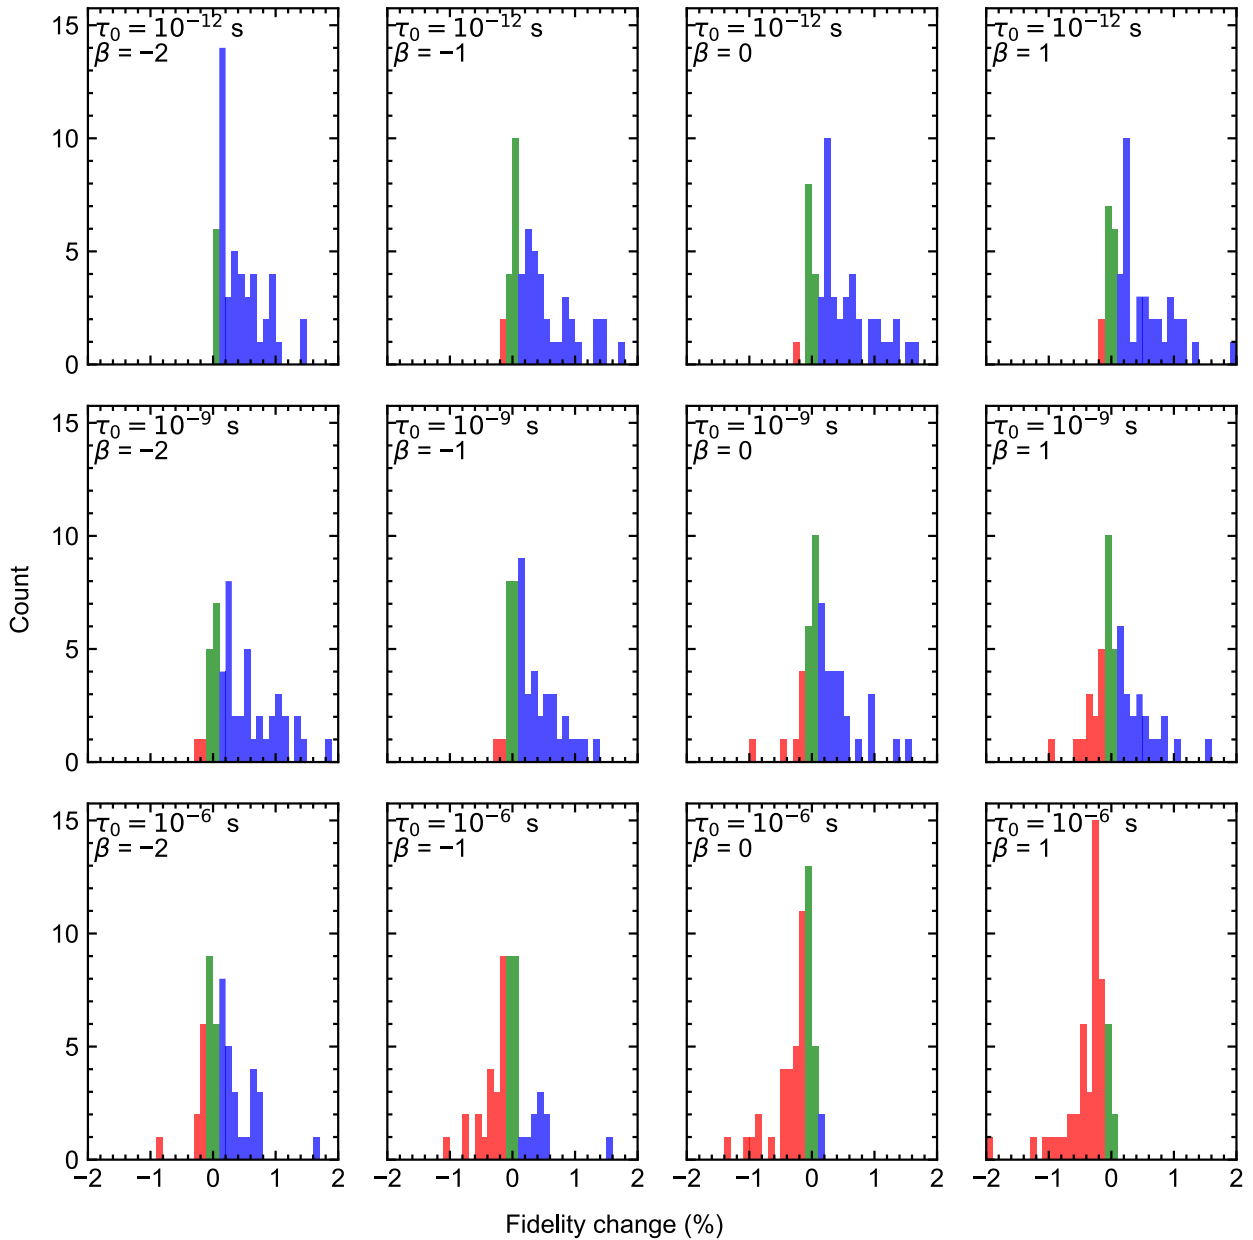 τ₀ = 10⁻¹² s
β = −2
τ₀ = 10⁻¹² s
β = −1
τ₀ = 10⁻¹² s
β = 0
τ₀ = 10⁻¹² s
β = 1
15
10
5
0
τ₀ = 10⁻⁹ s
β = −2
τ₀ = 10⁻⁹ s
β = −1
τ₀ = 10⁻⁹ s
β = 0
τ₀ = 10⁻⁹ s
β = 1
15
10
5
0
Count
τ₀ = 10⁻⁶ s
β = −2
τ₀ = 10⁻⁶ s
β = −1
τ₀ = 10⁻⁶ s
β = 0
τ₀ = 10⁻⁶ s
β = 1
15
10
5
0
−2 −1 0 1 2
−2 −1 0 1 2
−2 −1 0 1 2
−2 −1 0 1 2
Fidelity change (%)